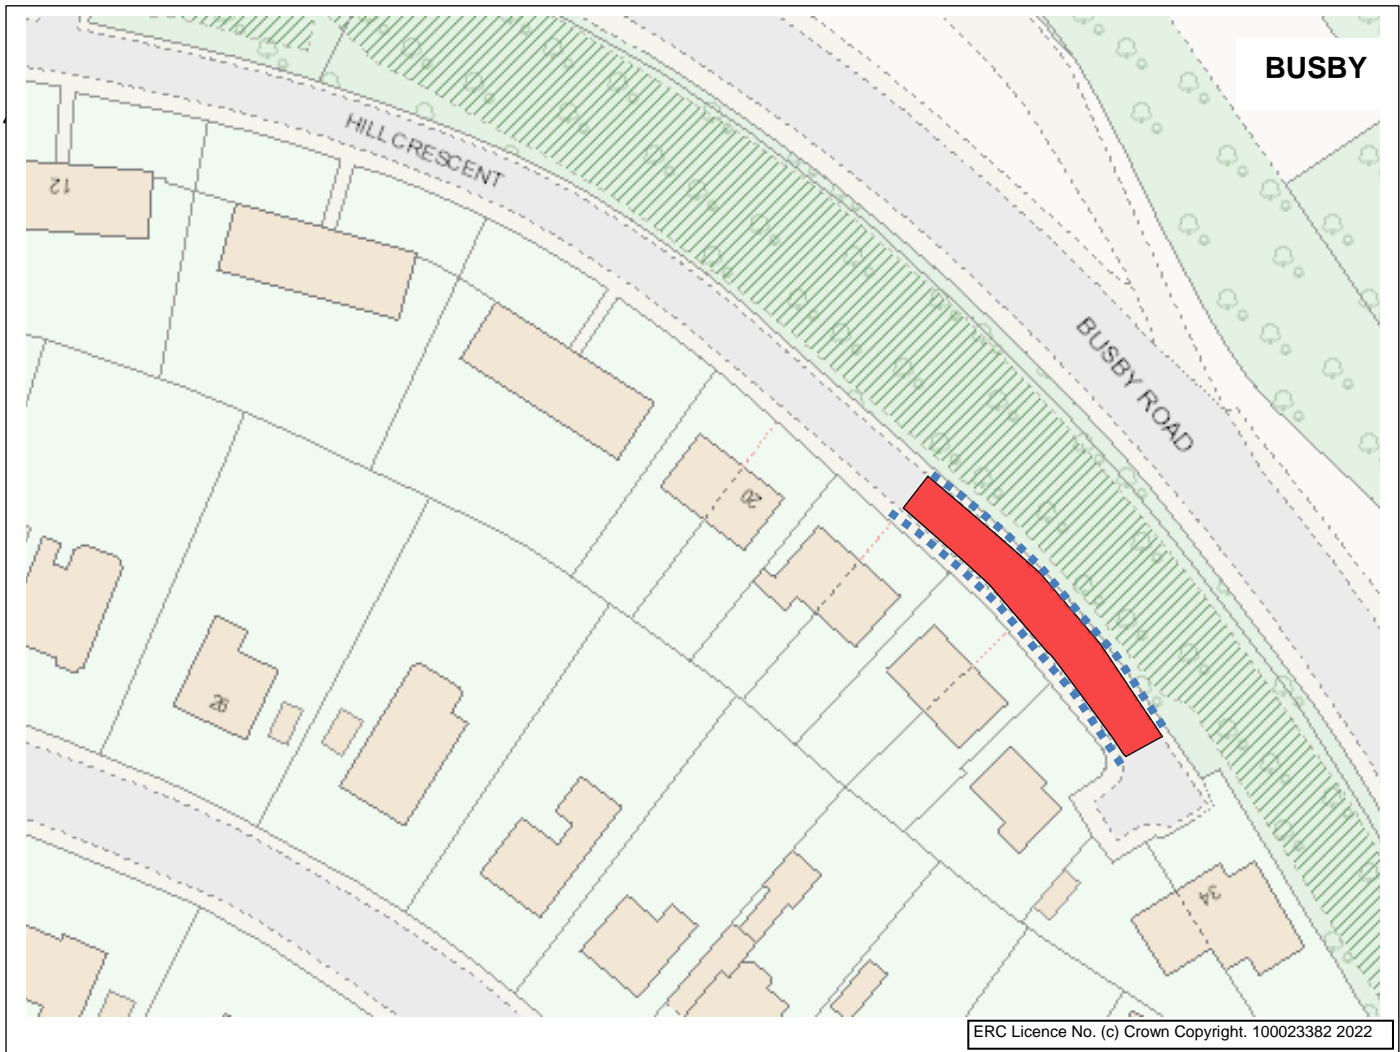 BUSBY
HILL CRESCENT
12
BUSBY ROAD
20
26
34
ERC Licence No. (c) Crown Copyright. 100023382 2022